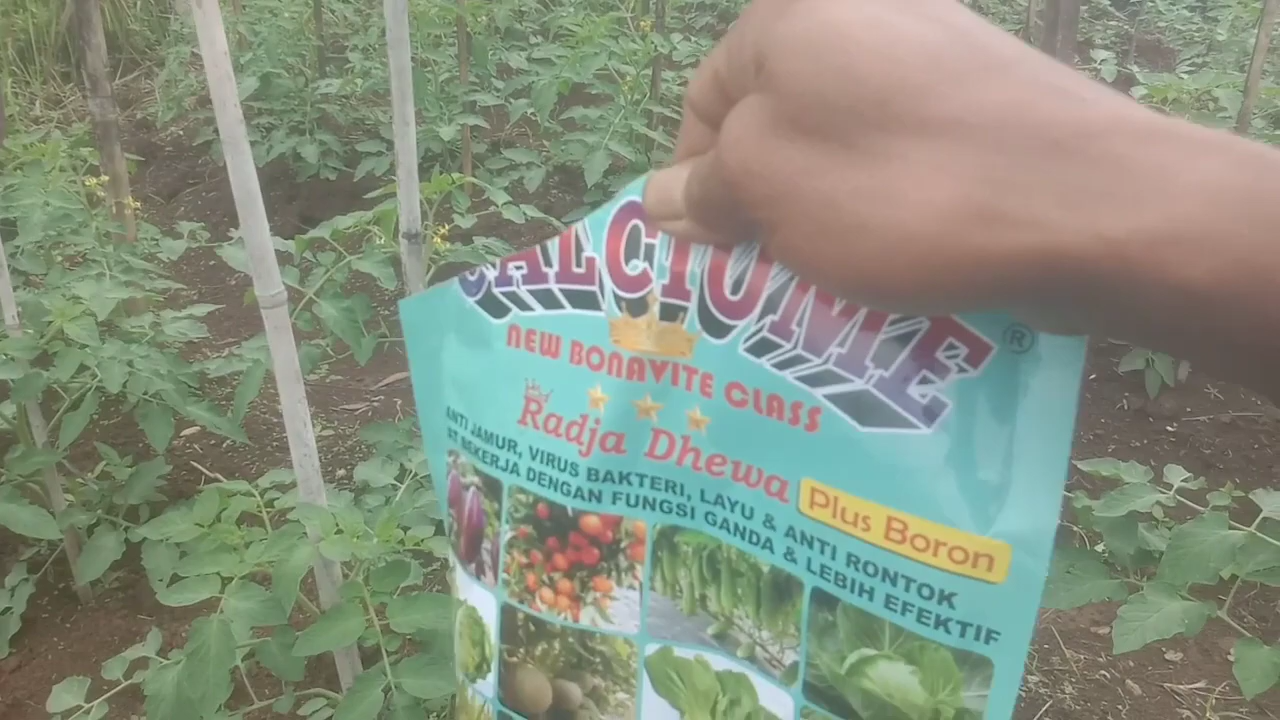 CALCIUME ®
NEW BONAVITE CLASS
Radja Dhewa
Plus Boron
ANTI JAMUR, VIRUS BAKTERI, LAYU & ANTI RONTOK
BEKERJA DENGAN FUNGSI GANDA & LEBIH EFEKTIF